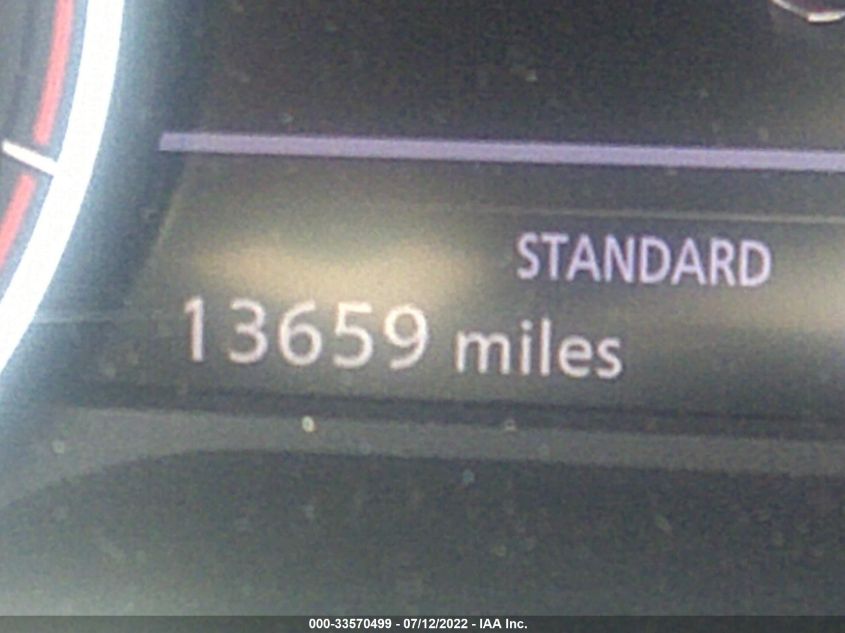 STANDARD
13659 miles
000-33570499 - 07/12/2022 - IAA Inc.